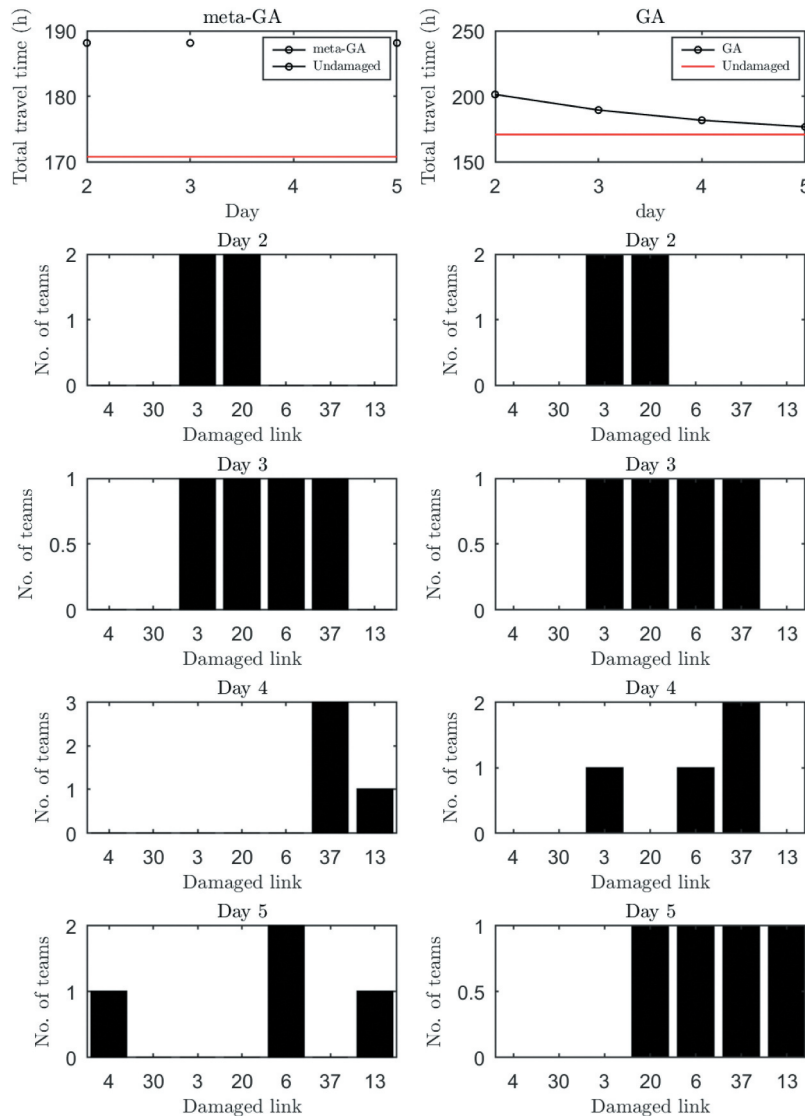 meta-GA
190
180
170
Total travel time (h)
meta-GA
Undamaged
2
3
4
5
Day
GA
250
200
150
Total travel time (h)
GA
Undamaged
2
3
4
5
day
Day 2
2
1
0
No. of teams
4 30 3 20 6 37 13
Damaged link
Day 2
2
1
0
No. of teams
4 30 3 20 6 37 13
Damaged link
Day 3
1
0.5
0
No. of teams
4 30 3 20 6 37 13
Damaged link
Day 3
1
0.5
0
No. of teams
4 30 3 20 6 37 13
Damaged link
Day 4
3
2
1
0
No. of teams
4 30 3 20 6 37 13
Damaged link
Day 4
2
1
0
No. of teams
4 30 3 20 6 37 13
Damaged link
Day 5
2
1
0
No. of teams
4 30 3 20 6 37 13
Damaged link
Day 5
1
0.5
0
No. of teams
4 30 3 20 6 37 13
Damaged link